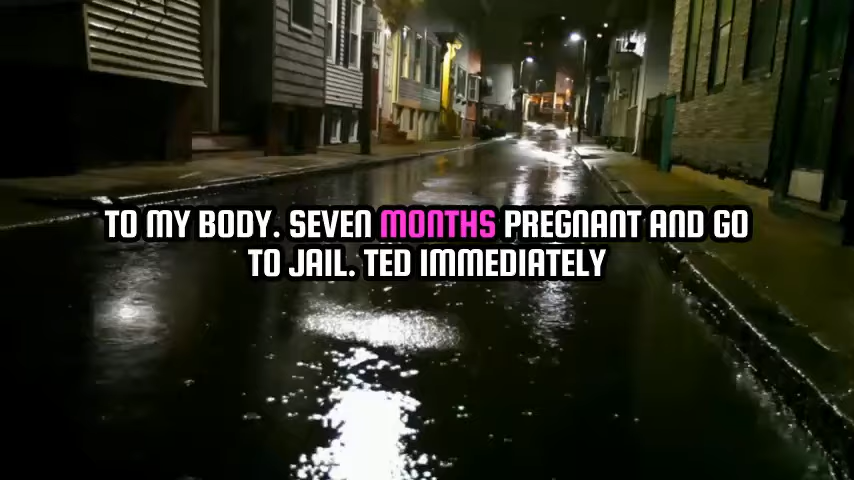 TO MY BODY. SEVEN MONTHS PREGNANT AND GO
TO JAIL. TED IMMEDIATELY